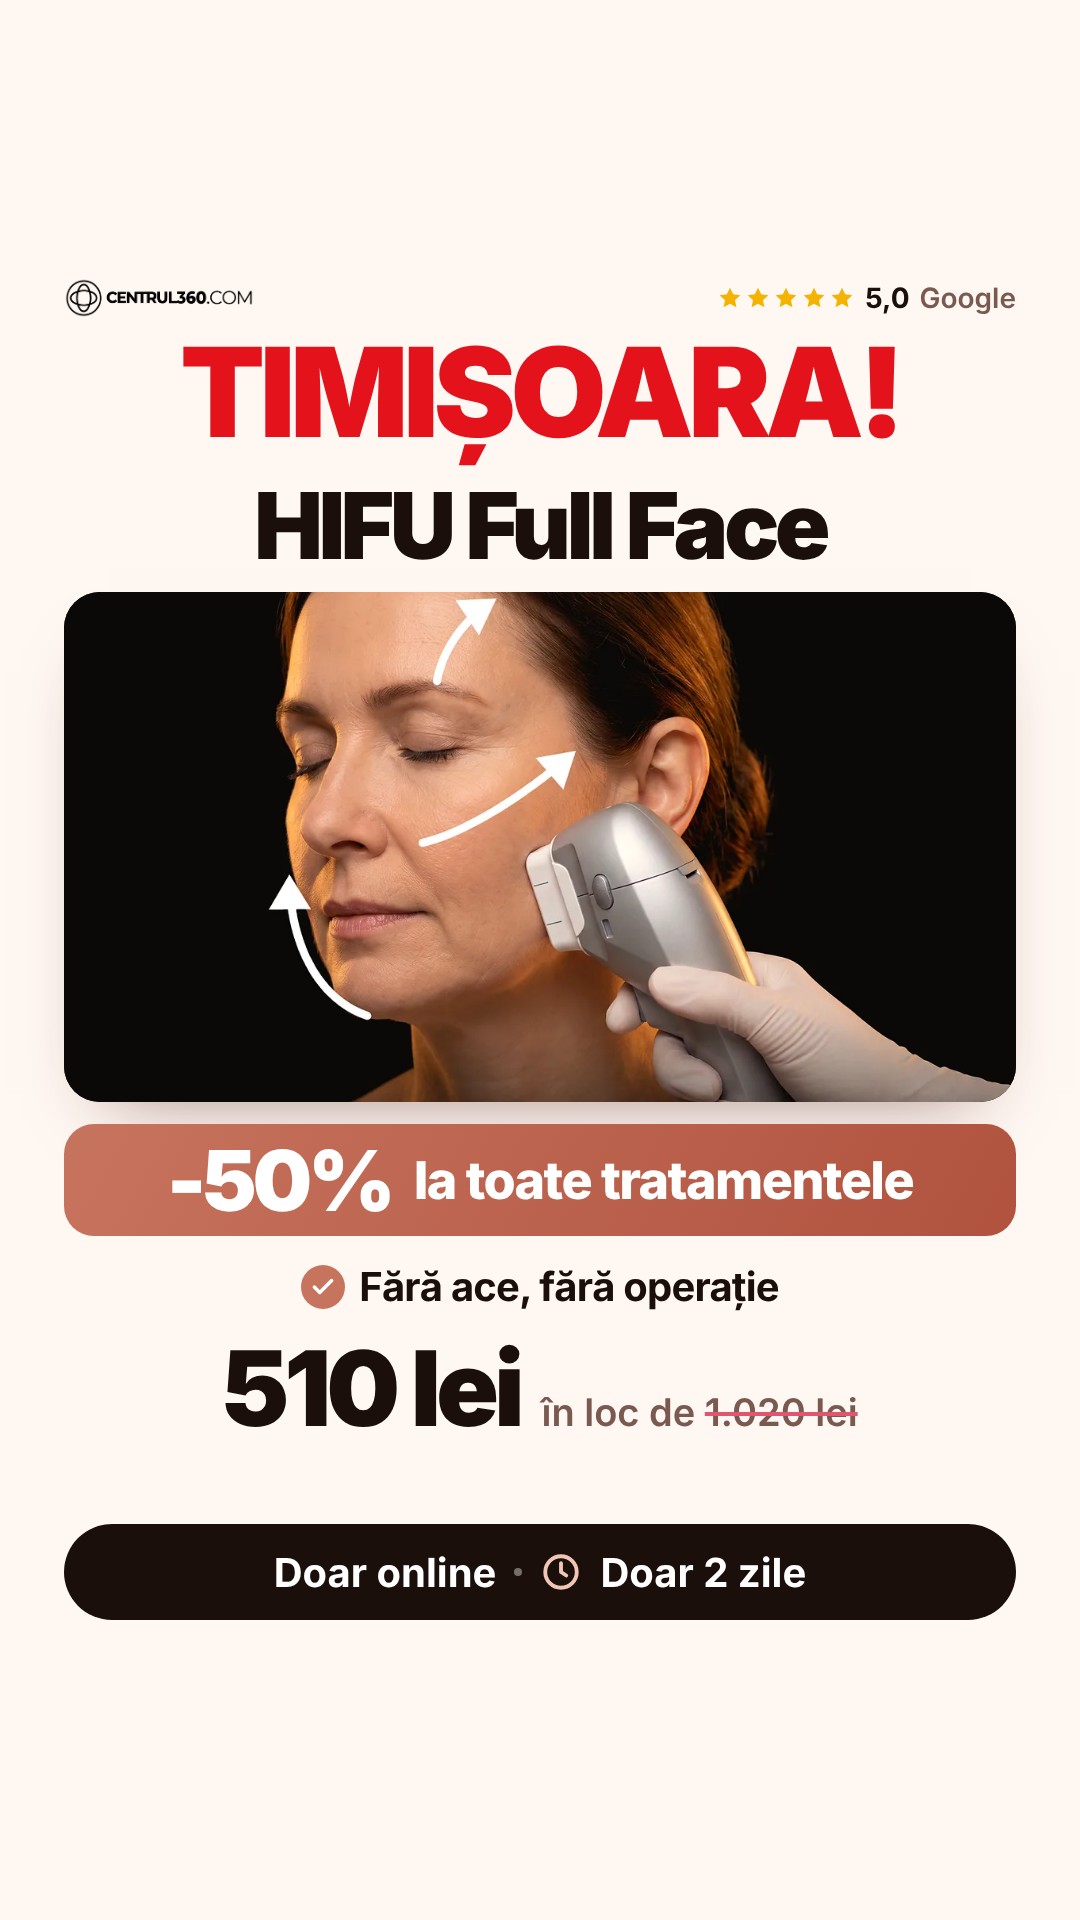 CENTRUL360.COM
5,0 Google
TIMIȘOARA!
HIFU Full Face
-50% la toate tratamentele
Fără ace, fără operație
510 lei în loc de 1.020 lei
Doar online • Doar 2 zile